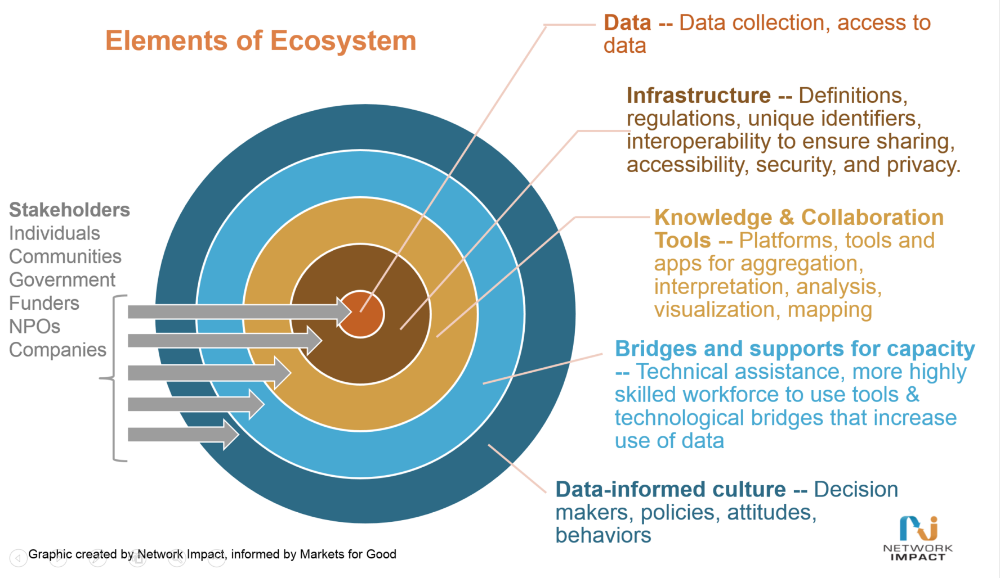 Elements of Ecosystem
Data -- Data collection, access to
data
Infrastructure -- Definitions,
regulations, unique identifiers,
interoperability to ensure sharing,
accessibility, security, and privacy.
Stakeholders
Individuals
Communities
Government
Funders
NPOs
Companies
Knowledge & Collaboration
Tools -- Platforms, tools and
apps for aggregation,
interpretation, analysis,
visualization, mapping
Bridges and supports for capacity
-- Technical assistance, more highly
skilled workforce to use tools &
technological bridges that increase
use of data
Data-informed culture -- Decision
makers, policies, attitudes,
behaviors
NETWORK
IMPACT
Graphic created by Network Impact, informed by Markets for Good